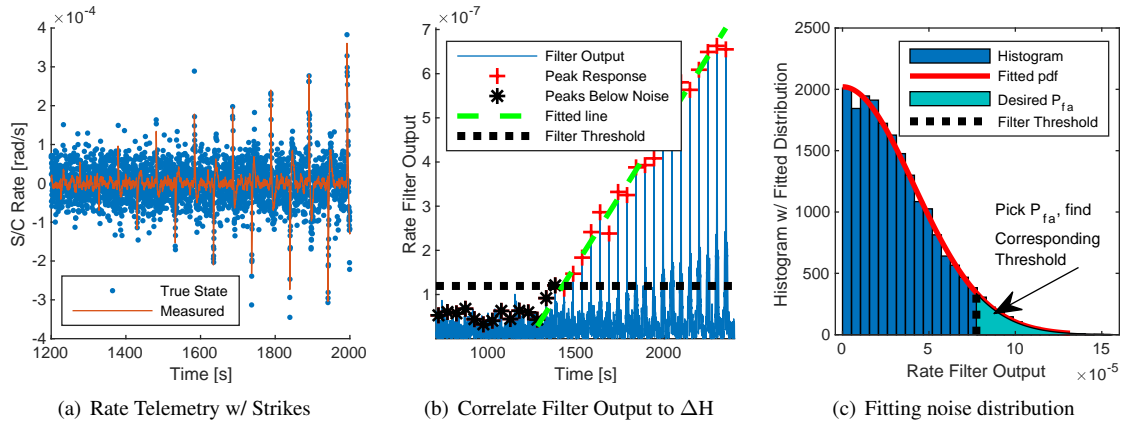 ×10⁻⁴
4
3
2
1
0
-1
-2
-3
-4
S/C Rate [rad/s]
True State
Measured
1200
1400
1600
1800
2000
Time [s]
(a) Rate Telemetry w/ Strikes
×10⁻⁷
7
6
5
4
3
2
1
Rate Filter Output
Filter Output
Peak Response
Peaks Below Noise
Fitted line
Filter Threshold
1000
1500
2000
Time [s]
(b) Correlate Filter Output to ΔH
2500
2000
1500
1000
500
0
Histogram w/ Fitted Distribution
Histogram
Fitted pdf
Desired P_fa
Filter Threshold
Pick P_fa, find
Corresponding
Threshold
0
5
10
15
Rate Filter Output
×10⁻⁵
(c) Fitting noise distribution